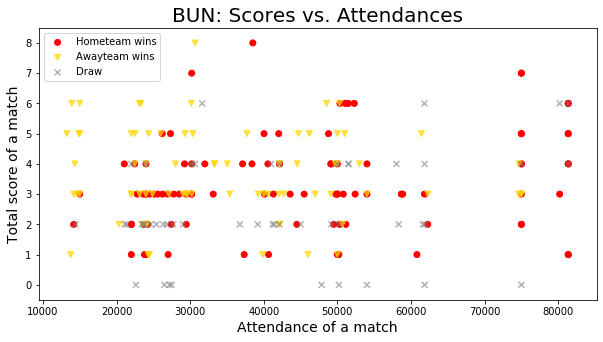 BUN: Scores vs. Attendances
Hometeam wins
Awayteam wins
Draw
Total score of a match
8
7
6
5
4
3
2
1
0
10000 20000 30000 40000 50000 60000 70000 80000
Attendance of a match